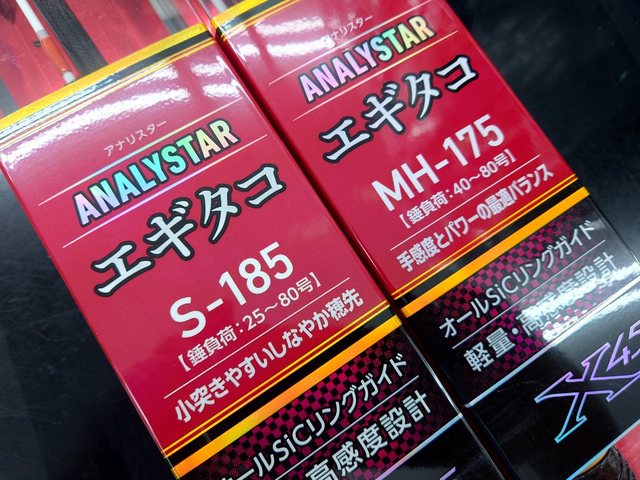 アナリスター
ANALYSTAR
エギタコ
S-185
【錘負荷：25～80号】
小突きやすいしなやか穂先
オールSiCリングガイド
高感度設計
アナリスター
ANALYSTAR
エギタコ
MH-175
【錘負荷：40～80号】
手感度とパワーの最適バランス
オールSiCリングガイド
軽量・高感度設計
X45